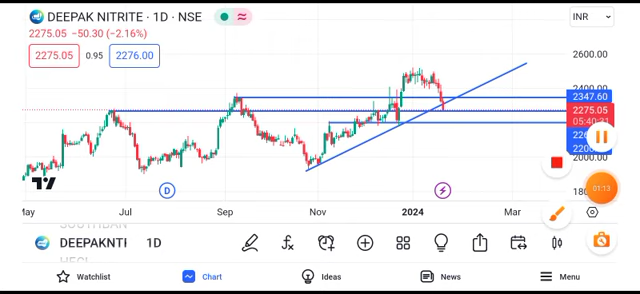 DEEPAK NITRITE · 1D · NSE
INR
2275.05 −50.30 (−2.16%)
2275.05 0.95 2276.00
2600.00
2347.60
2275.05
05:40:31
2000.00
May Jul Sep Nov 2024 Mar
D
01:13
DEEPAKNTI 1D
Watchlist Chart Ideas News Menu